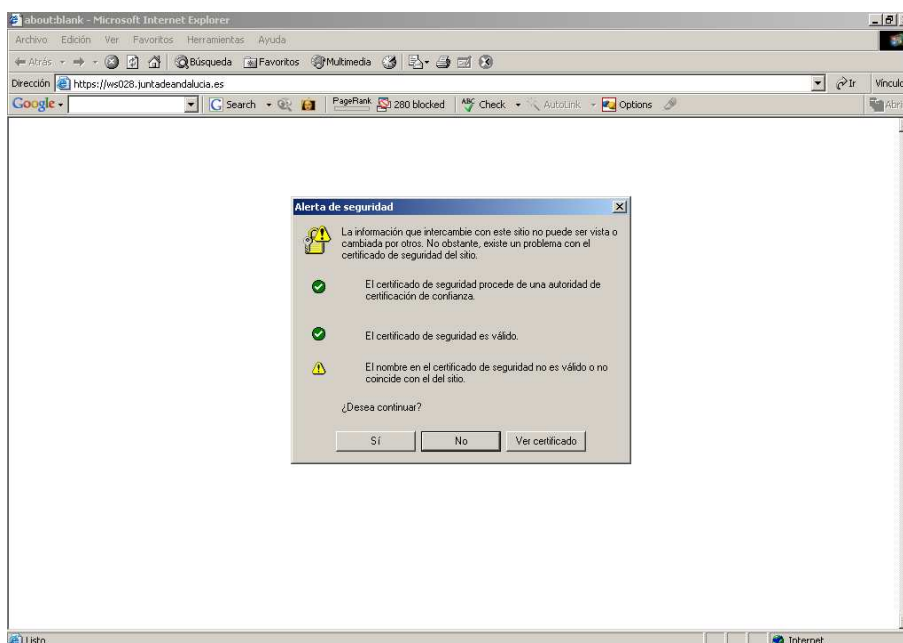 about:blank - Microsoft Internet Explorer
Archivo Edición Ver Favoritos Herramientas Ayuda
Atrás Búsqueda Favoritos Multimedia
Dirección https://ws028.juntadeandalucia.es Ir
Google Search PageRank 280 blocked ABC Check AutoLink Options
Alerta de seguridad
La información que intercambie con este sitio no puede ser vista o
cambiada por otros. No obstante, existe un problema con el
certificado de seguridad del sitio.
El certificado de seguridad procede de una autoridad de
certificación de confianza.
El certificado de seguridad es válido.
El nombre en el certificado de seguridad no es válido o no
coincide con el del sitio.
¿Desea continuar?
Sí No Ver certificado
Listo Internet